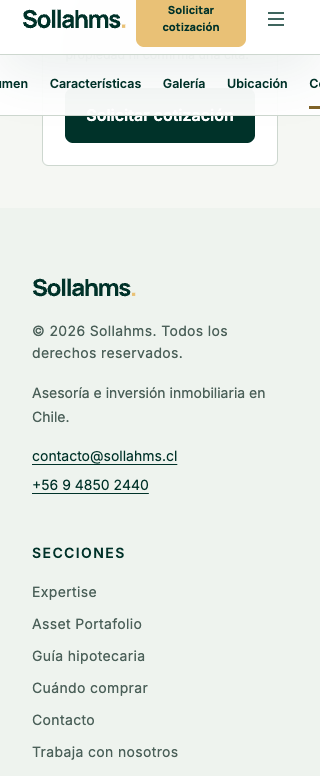 Sollahms.
Solicitar
cotización
umen Características Galería Ubicación
Solicitar cotización
Sollahms.
© 2026 Sollahms. Todos los
derechos reservados.
Asesoría e inversión inmobiliaria en
Chile.
contacto@sollahms.cl
+56 9 4850 2440
SECCIONES
Expertise
Asset Portafolio
Guía hipotecaria
Cuándo comprar
Contacto
Trabaja con nosotros